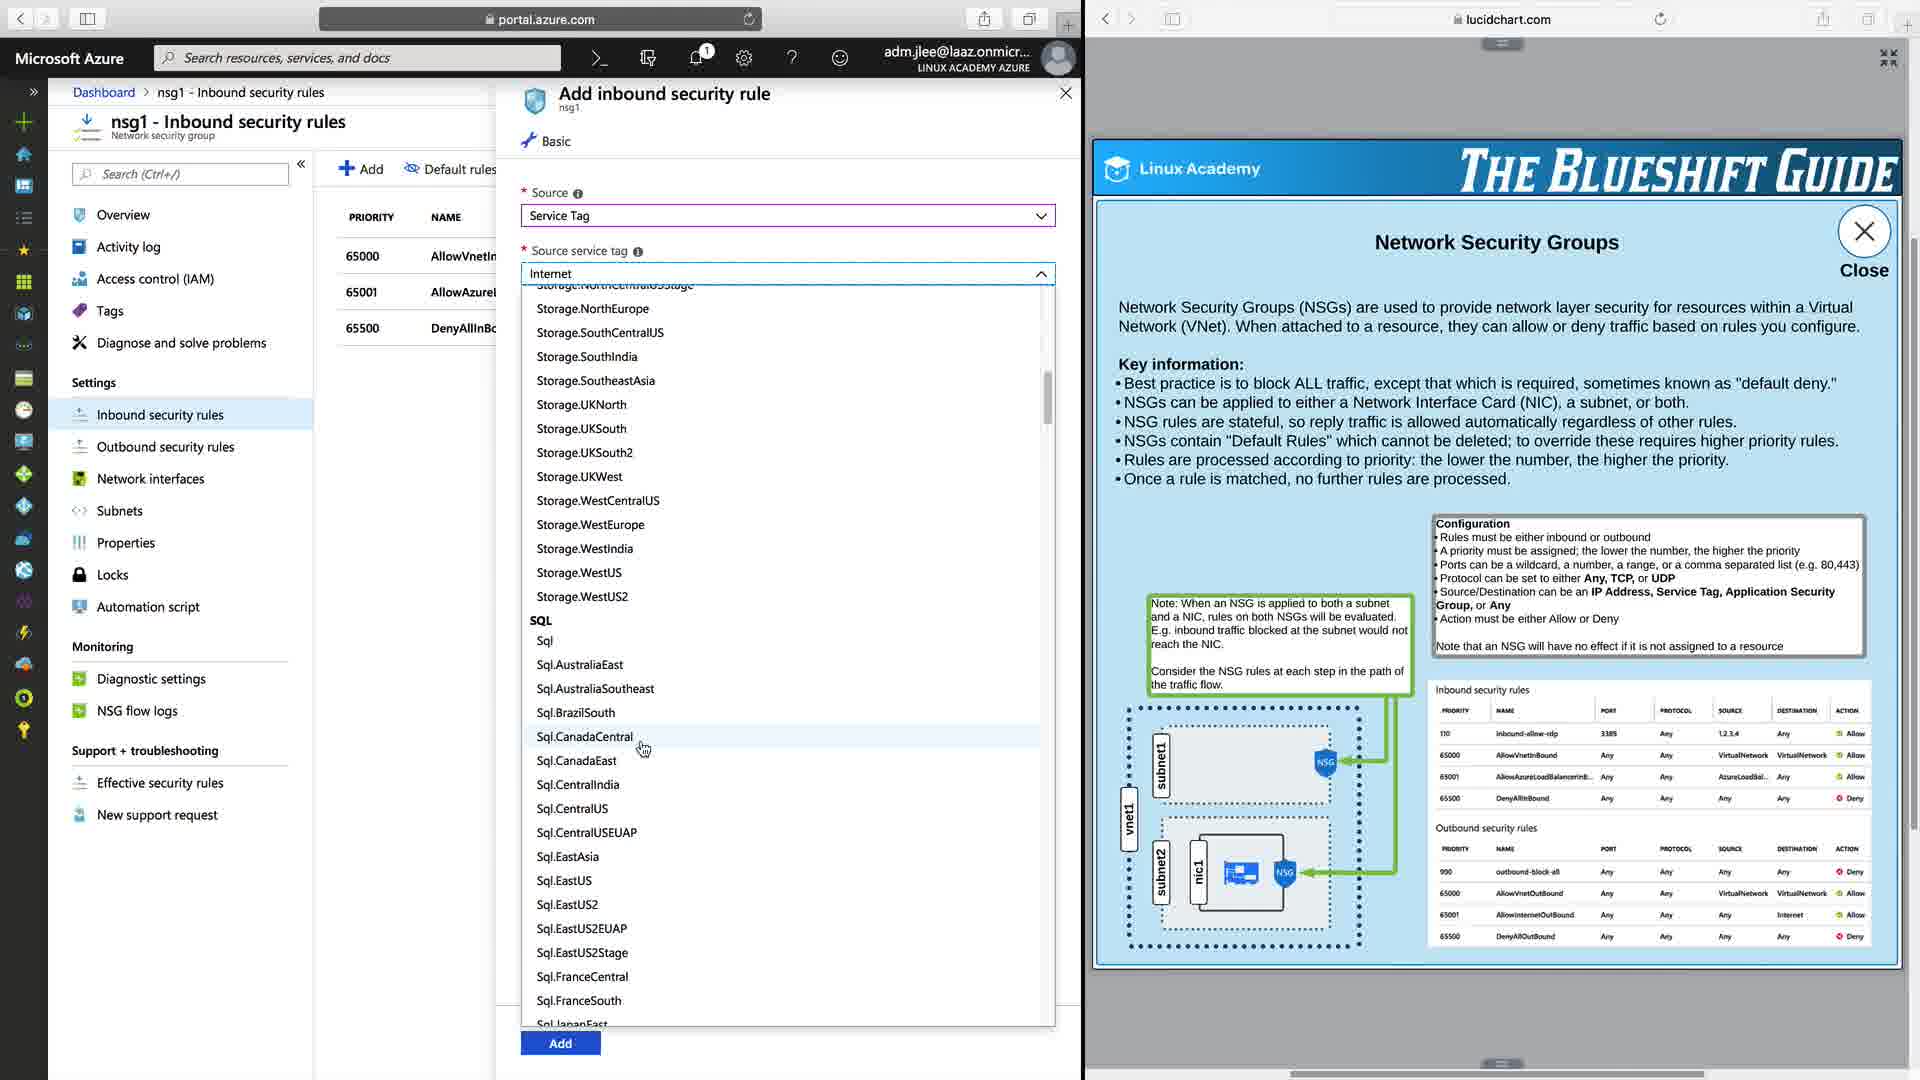 portal.azure.com
lucidchart.com
Microsoft Azure
Search resources, services, and docs
1
adm.jlee@laaz.onmicr...
LINUX ACADEMY AZURE
Dashboard > nsg1 - Inbound security rules
nsg1 - Inbound security rules
Network security group
Search (Ctrl+/)
Overview
Activity log
Access control (IAM)
Tags
Diagnose and solve problems
Settings
Inbound security rules
Outbound security rules
Network interfaces
Subnets
Properties
Locks
Automation script
Monitoring
Diagnostic settings
NSG flow logs
Support + troubleshooting
Effective security rules
New support request
Add
Default rules
PRIORITY NAME
65000 AllowVnetIn
65001 AllowAzureL
65500 DenyAllInBo
Add inbound security rule
nsg1
Basic
* Source
Service Tag
* Source service tag
Internet
Storage.NorthCentralUSStage
Storage.NorthEurope
Storage.SouthCentralUS
Storage.SouthIndia
Storage.SoutheastAsia
Storage.UKNorth
Storage.UKSouth
Storage.UKSouth2
Storage.UKWest
Storage.WestCentralUS
Storage.WestEurope
Storage.WestIndia
Storage.WestUS
Storage.WestUS2
SQL
Sql
Sql.AustraliaEast
Sql.AustraliaSoutheast
Sql.BrazilSouth
Sql.CanadaCentral
Sql.CanadaEast
Sql.CentralIndia
Sql.CentralUS
Sql.CentralUSEUAP
Sql.EastAsia
Sql.EastUS
Sql.EastUS2
Sql.EastUS2EUAP
Sql.EastUS2Stage
Sql.FranceCentral
Sql.FranceSouth
Sql.JapanEast
Add
Linux Academy
THE BLUESHIFT GUIDE
Network Security Groups
Close
Network Security Groups (NSGs) are used to provide network layer security for resources within a Virtual
Network (VNet). When attached to a resource, they can allow or deny traffic based on rules you configure.
Key information:
• Best practice is to block ALL traffic, except that which is required, sometimes known as "default deny."
• NSGs can be applied to either a Network Interface Card (NIC), a subnet, or both.
• NSG rules are stateful, so reply traffic is allowed automatically regardless of other rules.
• NSGs contain "Default Rules" which cannot be deleted; to override these requires higher priority rules.
• Rules are processed according to priority: the lower the number, the higher the priority.
• Once a rule is matched, no further rules are processed.
Configuration
• Rules must be either inbound or outbound
• A priority must be assigned; the lower the number, the higher the priority
• Ports can be a wildcard, a number, a range, or a comma separated list (e.g. 80,443)
• Protocol can be set to either Any, TCP, or UDP
• Source/Destination can be an IP Address, Service Tag, Application Security
Group, or Any
• Action must be either Allow or Deny
Note that an NSG will have no effect if it is not assigned to a resource
Note: When an NSG is applied to both a subnet
and a NIC, rules on both NSGs will be evaluated.
E.g. inbound traffic blocked at the subnet would not
reach the NIC.
Consider the NSG rules at each step in the path of
the traffic flow.
vnet1
subnet1
NSG
subnet2
nic1
NSG
Inbound security rules
PRIORITY NAME PORT PROTOCOL SOURCE DESTINATION ACTION
110 inbound-allow-rdp 3389 Any 1.2.3.4 Any Allow
65000 AllowVnetInBound Any Any VirtualNetwork VirtualNetwork Allow
65001 AllowAzureLoadBalancerInB... Any Any AzureLoadBal... Any Allow
65500 DenyAllInBound Any Any Any Any Deny
Outbound security rules
PRIORITY NAME PORT PROTOCOL SOURCE DESTINATION ACTION
990 outbound-block-all Any Any Any Any Deny
65000 AllowVnetOutBound Any Any VirtualNetwork VirtualNetwork Allow
65001 AllowInternetOutBound Any Any Any Internet Allow
65500 DenyAllOutBound Any Any Any Any Deny